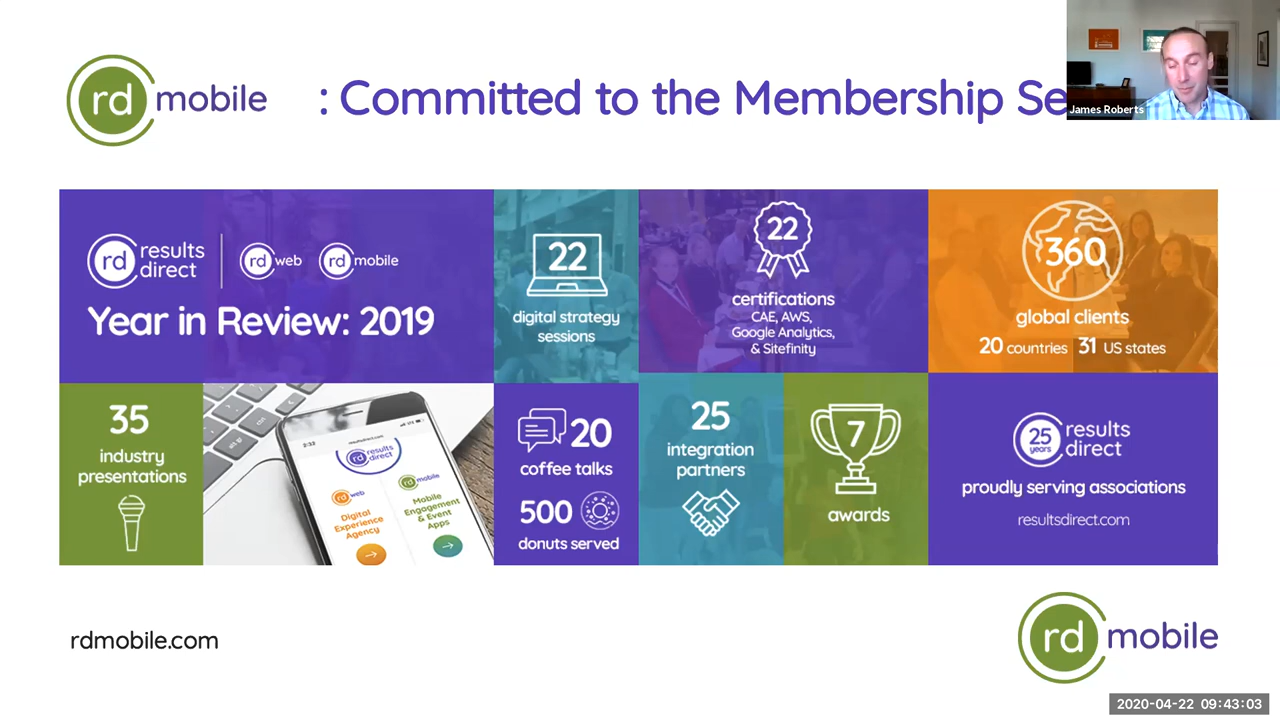 rd mobile : Committed to the Membership Se
James Roberts
rd results direct | rd web rd mobile
Year in Review: 2019
22
digital strategy
sessions
22
certifications
CAE, AWS,
Google Analytics,
& Sitefinity
360
global clients
20 countries 31 US states
35
industry
presentations
2:32
resultsdirect.com
rd results direct
rd web
Digital
Experience
Agency
rd mobile
Mobile
Engagement
& Event
Apps
20
coffee talks
500
donuts served
25
integration
partners
7
awards
25 years results direct
proudly serving associations
resultsdirect.com
rdmobile.com
rd mobile
2020-04-22 09:43:03